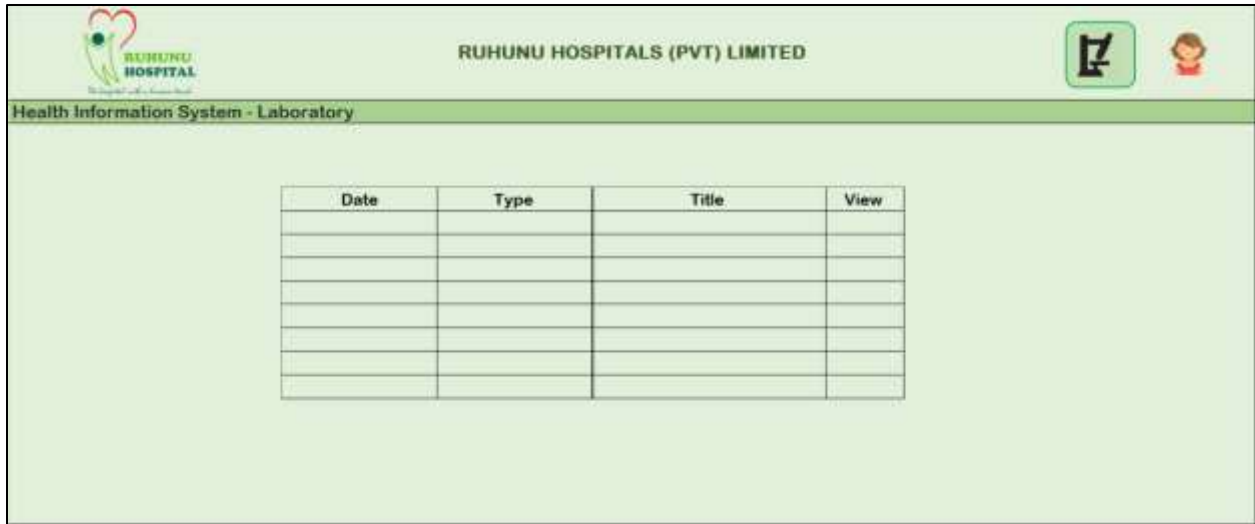 RUHUNU
HOSPITAL
RUHUNU HOSPITALS (PVT) LIMITED
Health Information System - Laboratory
Date Type Title View